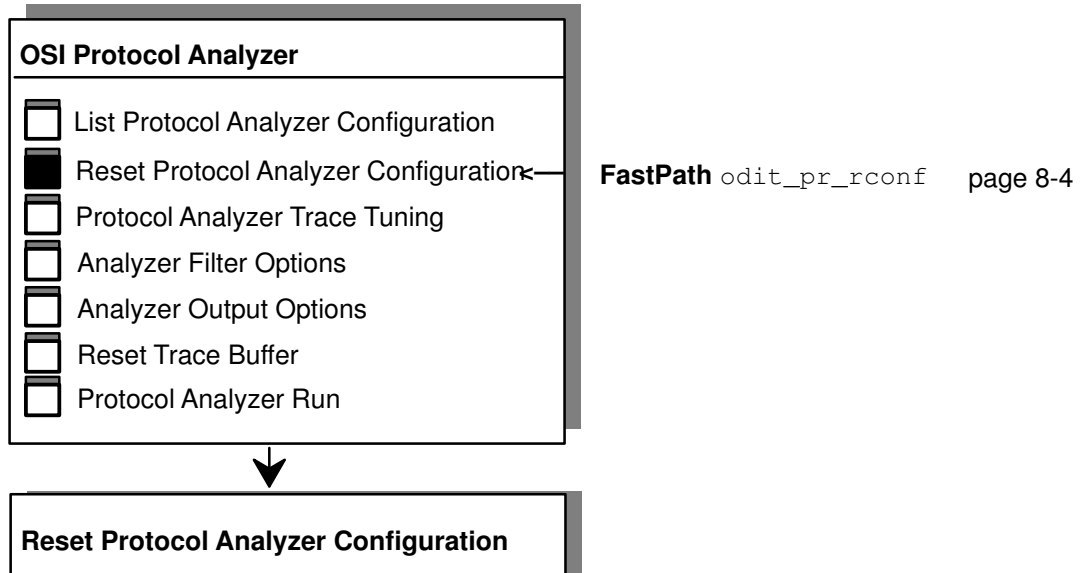 OSI Protocol Analyzer
List Protocol Analyzer Configuration
Reset Protocol Analyzer Configuration FastPath odit_pr_rconf page 8-4
Protocol Analyzer Trace Tuning
Analyzer Filter Options
Analyzer Output Options
Reset Trace Buffer
Protocol Analyzer Run
Reset Protocol Analyzer Configuration